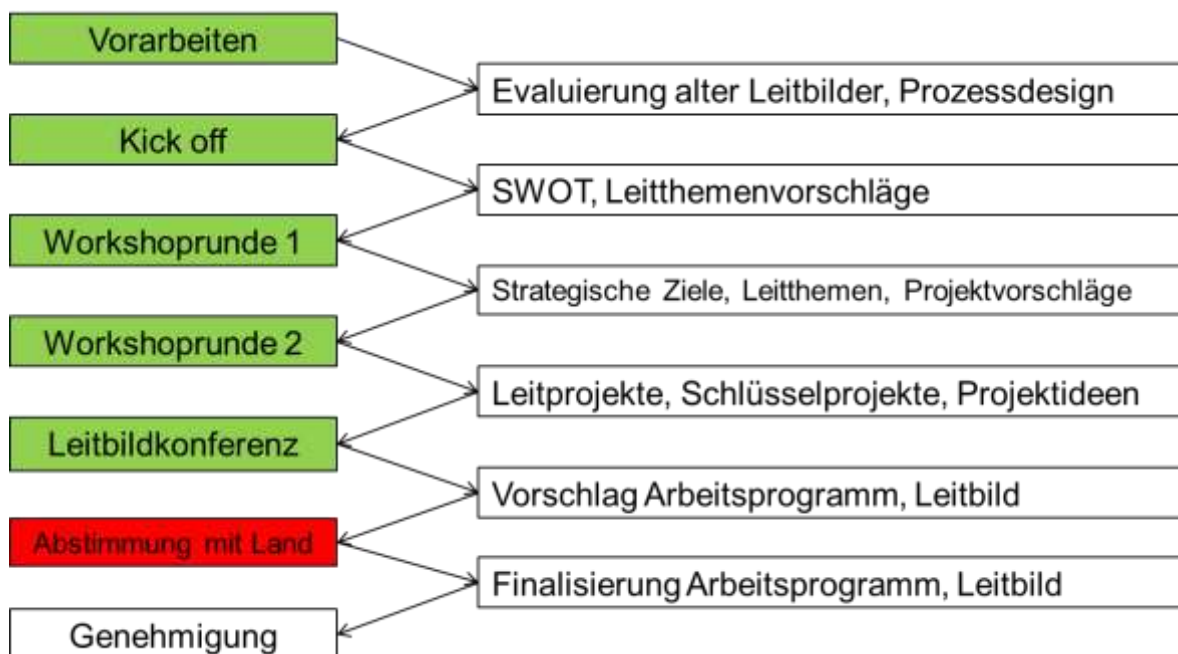 Vorarbeiten
Evaluierung alter Leitbilder, Prozessdesign
Kick off
SWOT, Leitthemenvorschläge
Workshoprunde 1
Strategische Ziele, Leitthemen, Projektvorschläge
Workshoprunde 2
Leitprojekte, Schlüsselprojekte, Projektideen
Leitbildkonferenz
Vorschlag Arbeitsprogramm, Leitbild
Abstimmung mit Land
Finalisierung Arbeitsprogramm, Leitbild
Genehmigung